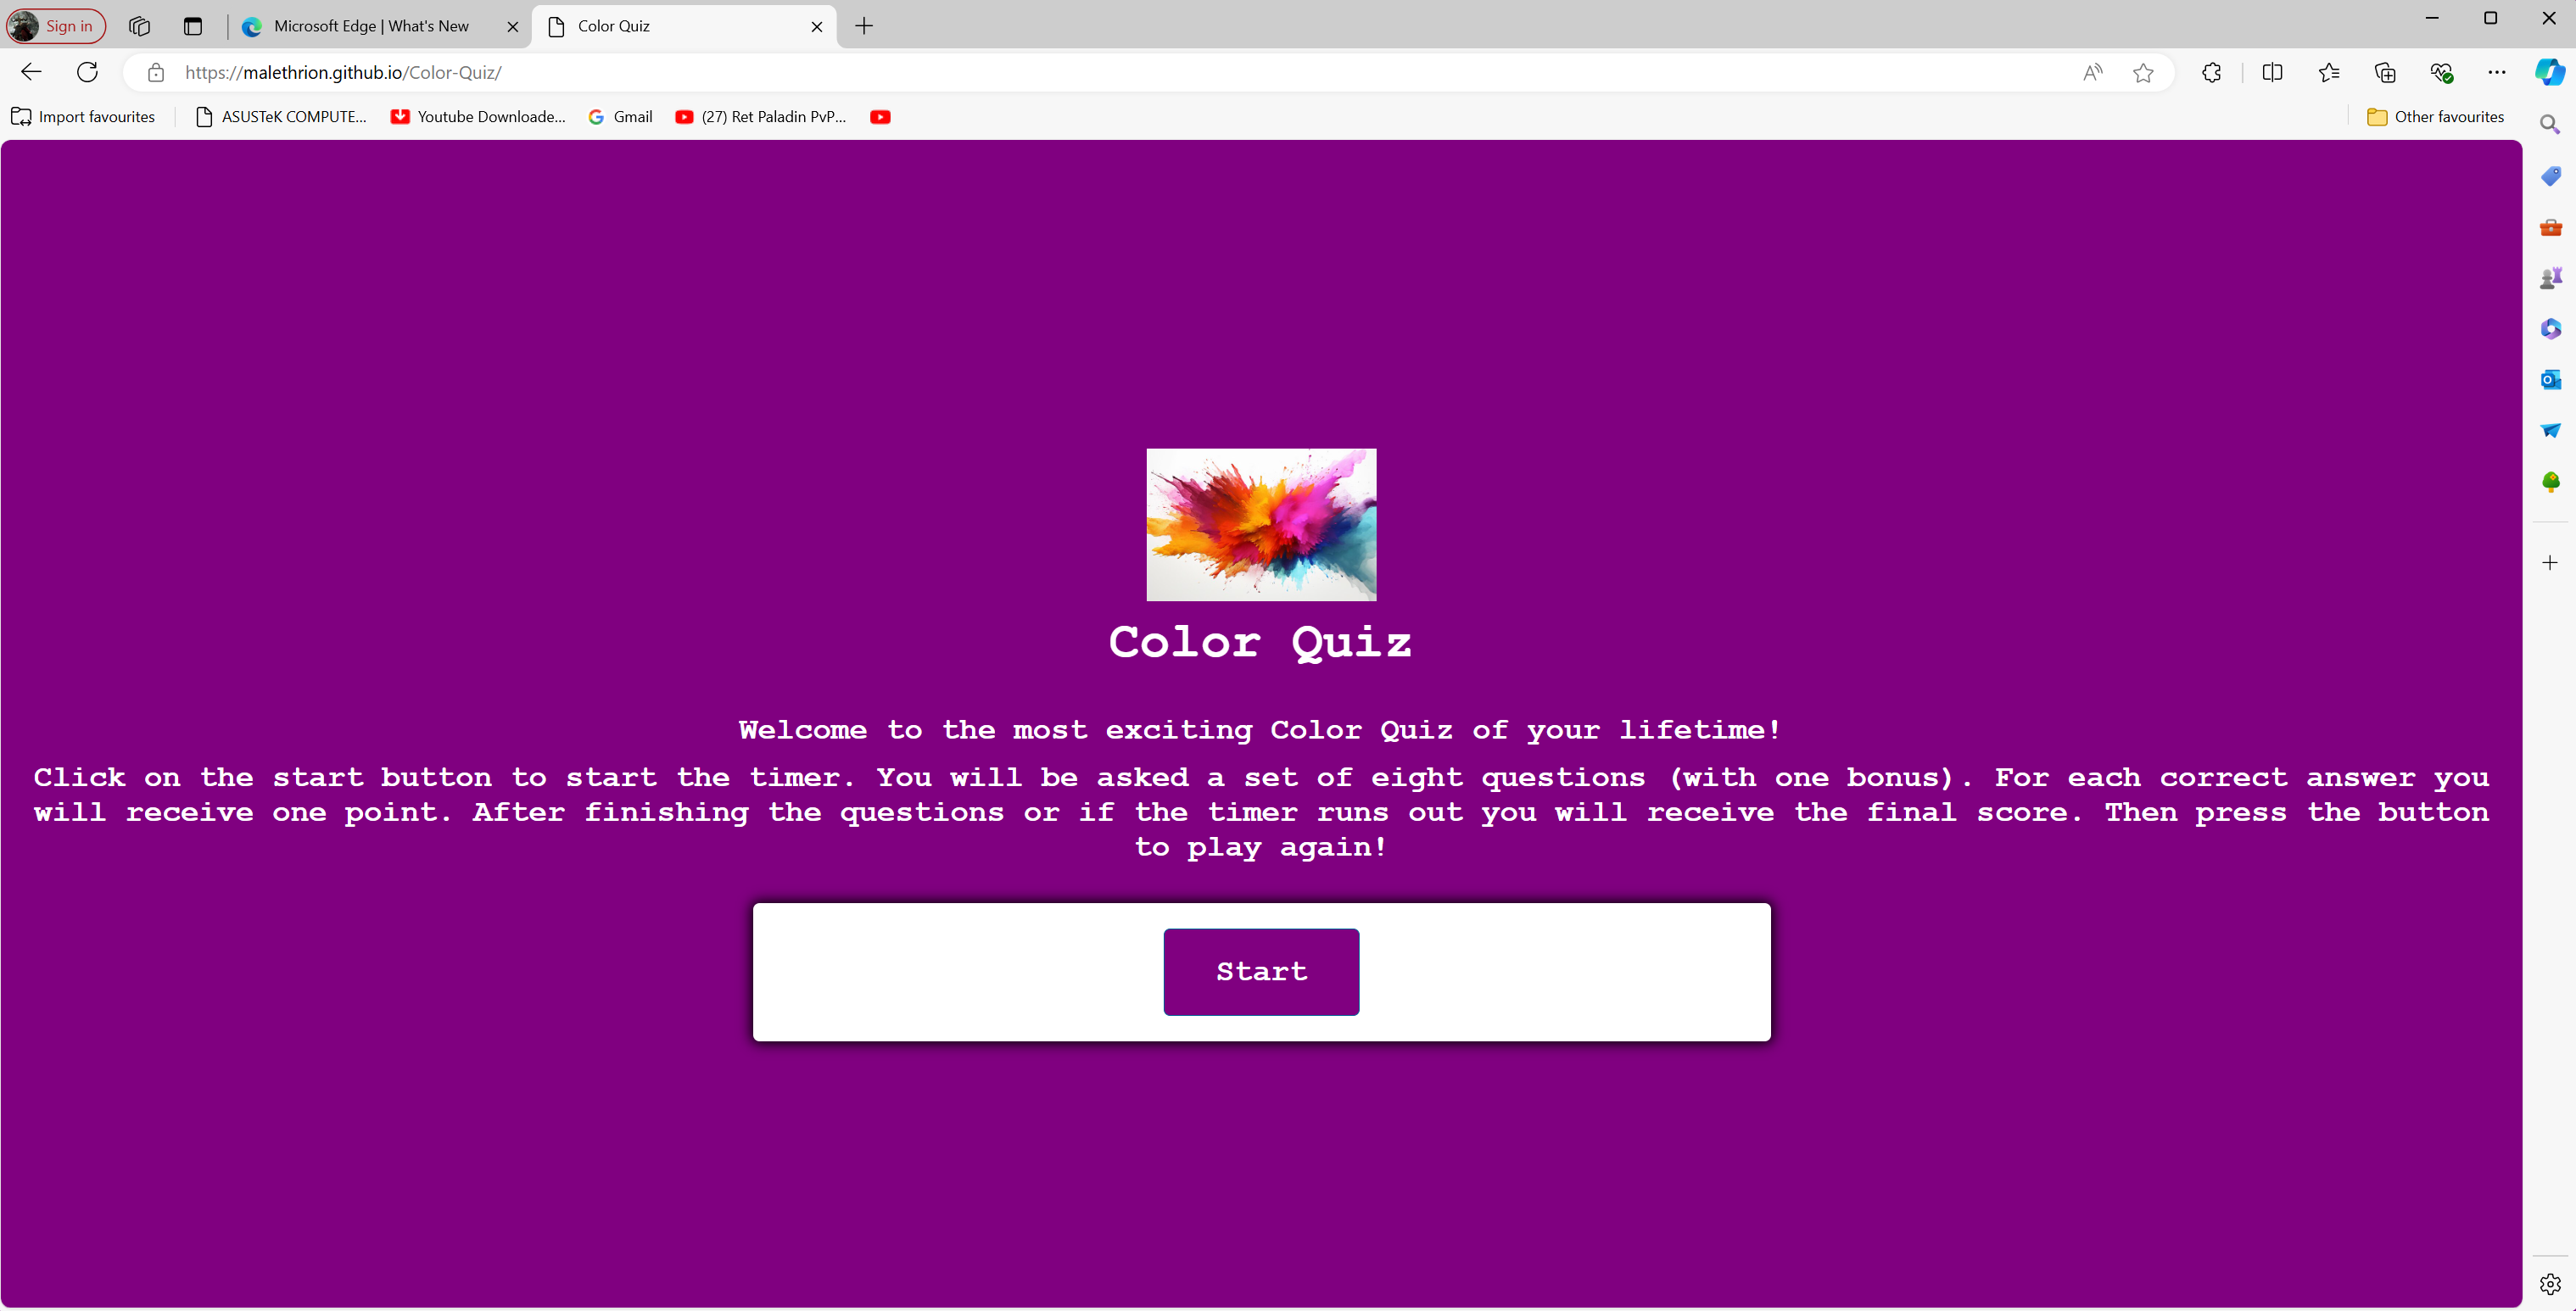 Sign in
Microsoft Edge | What's New
Color Quiz
https://malethrion.github.io/Color-Quiz/
Import favourites
ASUSTeK COMPUTE...
Youtube Downloade...
Gmail
(27) Ret Paladin PvP...
Other favourites
Color Quiz
Welcome to the most exciting Color Quiz of your lifetime!
Click on the start button to start the timer. You will be asked a set of eight questions (with one bonus). For each correct answer you
will receive one point. After finishing the questions or if the timer runs out you will receive the final score. Then press the button
to play again!
Start